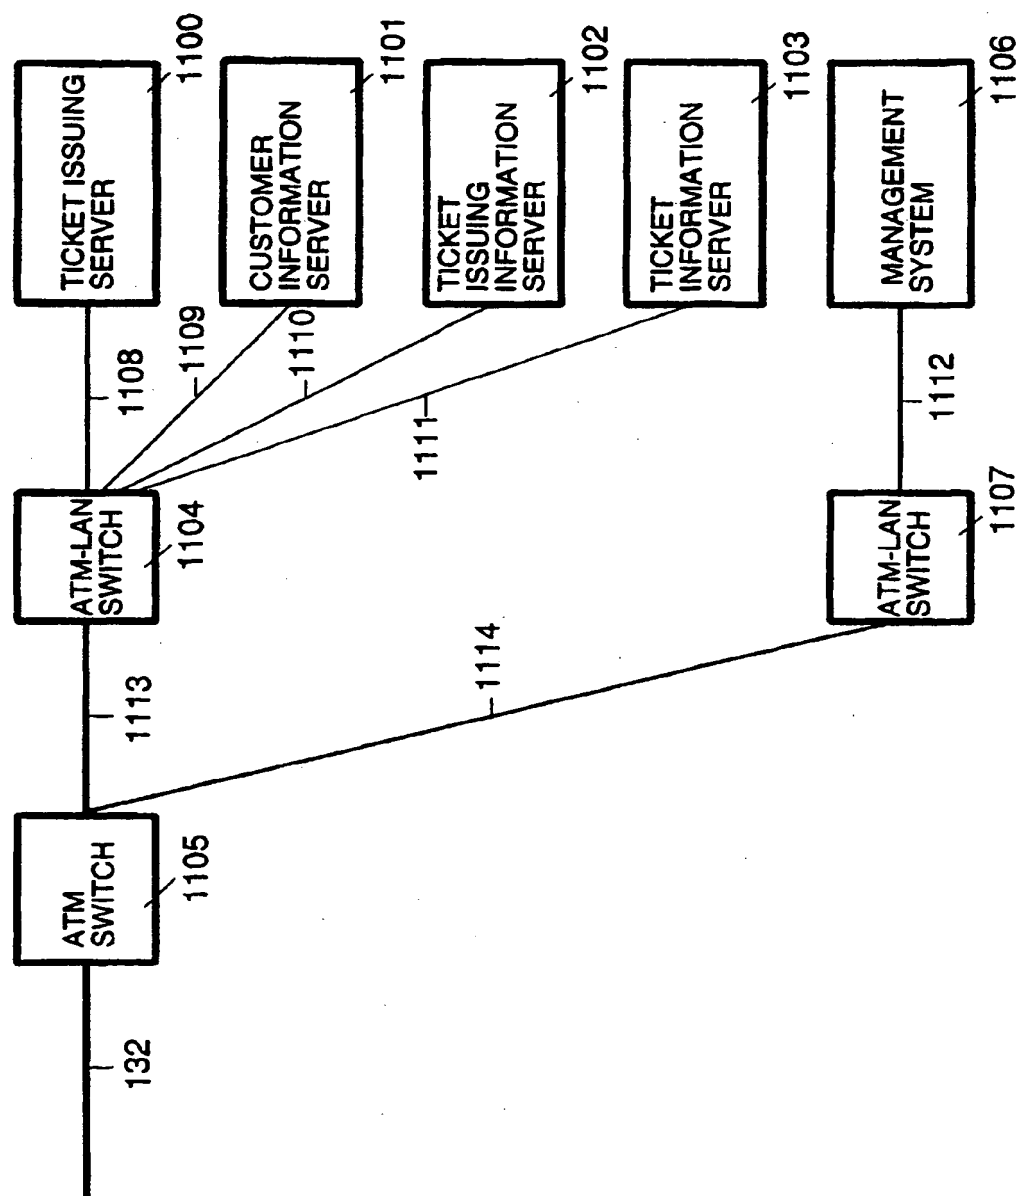 TICKET ISSUING
SERVER
1100
CUSTOMER
INFORMATION
SERVER
1101
TICKET
ISSUING
INFORMATION
SERVER
1102
TICKET
INFORMATION
SERVER
1103
MANAGEMENT
SYSTEM
1106
1108
1109
1110
1111
1112
ATM-LAN
SWITCH
1104
ATM-LAN
SWITCH
1107
1113
1114
ATM
SWITCH
1105
132